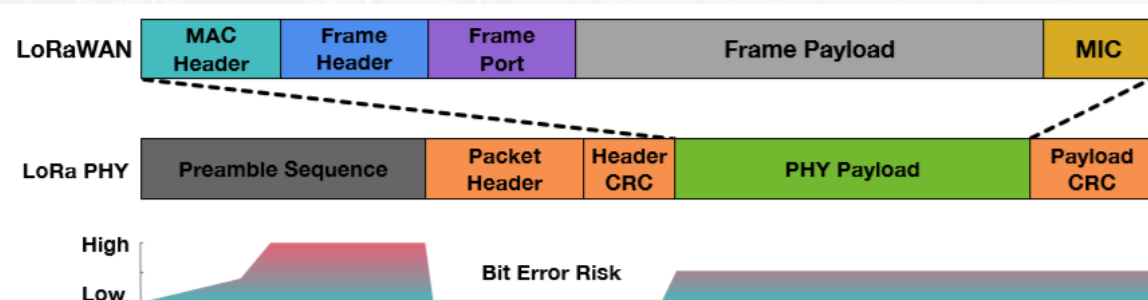 LoRaWAN
MAC
Header
Frame
Header
Frame
Port
Frame Payload
MIC
LoRa PHY
Preamble Sequence
Packet
Header
Header
CRC
PHY Payload
Payload
CRC
High
Bit Error Risk
Low